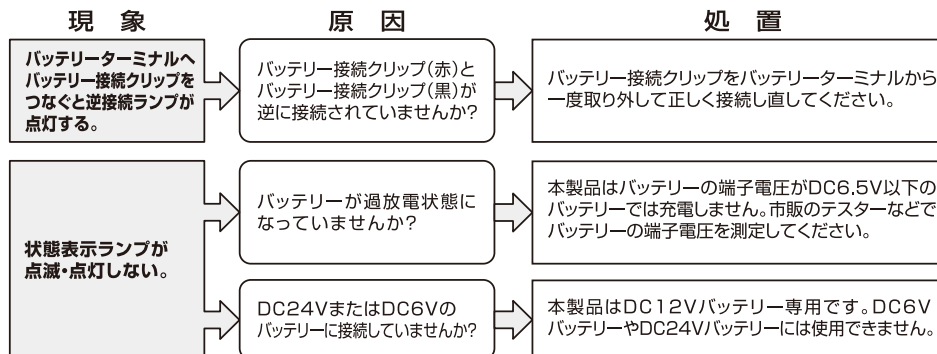 現象 原因 処置
バッテリーターミナルへ
バッテリー接続クリップを
つなぐと逆接続ランプが
点灯する。
バッテリー接続クリップ(赤)と
バッテリー接続クリップ(黒)が
逆に接続されていませんか?
バッテリー接続クリップをバッテリーターミナルから
一度取り外して正しく接続し直してください。
状態表示ランプが
点滅・点灯しない。
バッテリーが過放電状態に
なっていませんか?
本製品はバッテリーの端子電圧がDC6.5V以下の
バッテリーでは充電しません。市販のテスターなどで
バッテリーの端子電圧を測定してください。
DC24VまたはDC6Vの
バッテリーに接続していませんか?
本製品はDC12Vバッテリー専用です。DC6V
バッテリーやDC24Vバッテリーには使用できません。